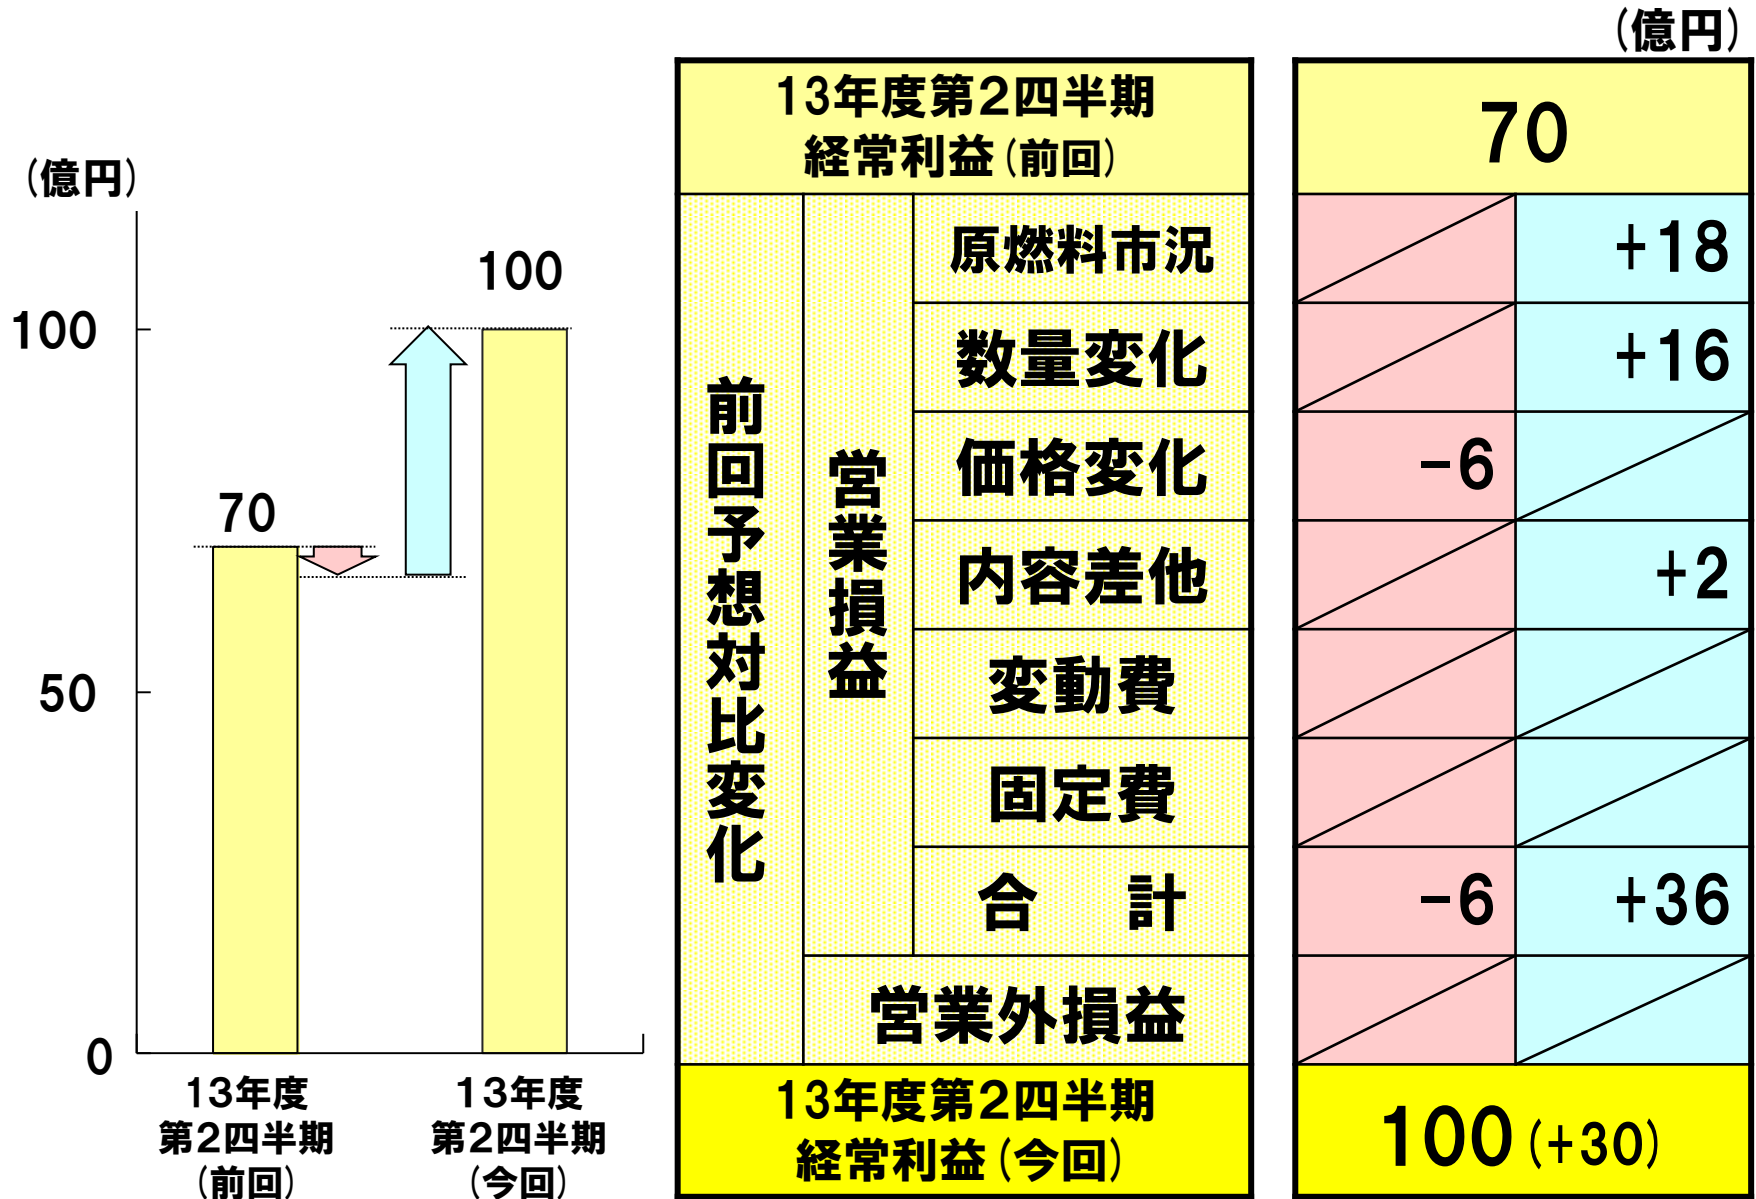 (億円)
100
50
0
70
100
13年度
第2四半期
(前回)
13年度
第2四半期
(今回)
(億円)
13年度第2四半期
経常利益(前回)
70
前回予想対比変化
営業損益
原燃料市況
+18
数量変化
+16
価格変化
-6
内容差他
+2
変動費
固定費
合　計
-6
+36
営業外損益
13年度第2四半期
経常利益(今回)
100(+30)